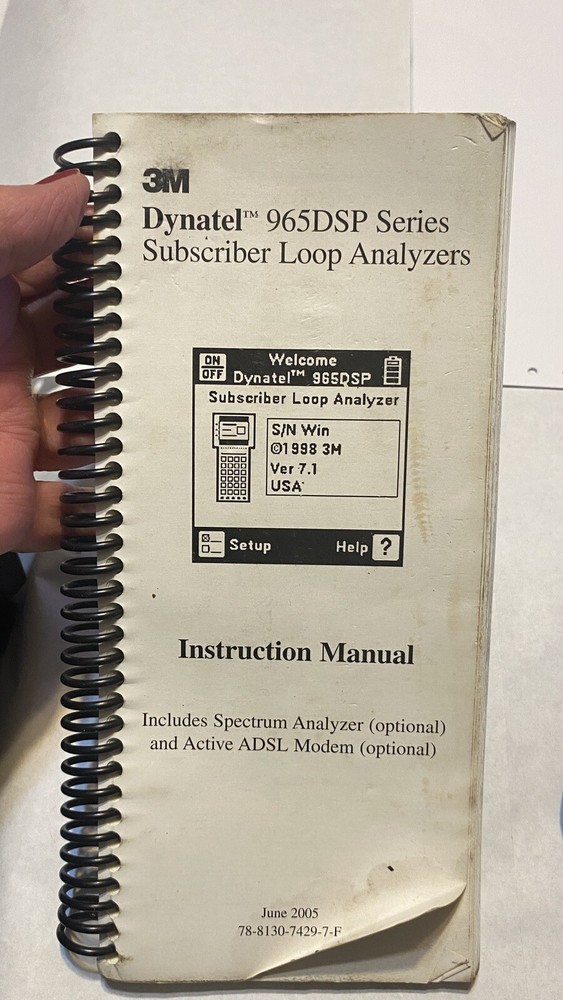 3M
Dynatel™ 965DSP Series
Subscriber Loop Analyzers
ON
OFF
Welcome
Dynatel™ 965DSP
Subscriber Loop Analyzer
S/N Win
©1998 3M
Ver 7.1
USA
Setup
Help ?
Instruction Manual
Includes Spectrum Analyzer (optional)
and Active ADSL Modem (optional)
June 2005
78-8130-7429-7-F